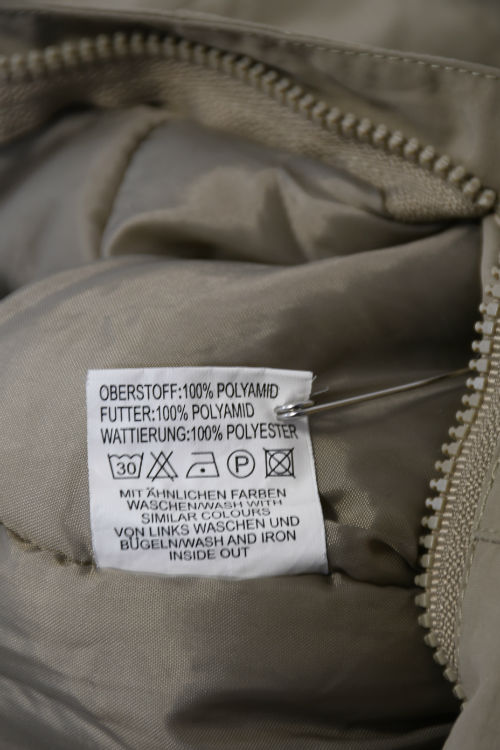 OBERSTOFF:100% POLYAMID
FUTTER:100% POLYAMID
WATTIERUNG:100% POLYESTER
30 P
MIT ÄHNLICHEN FARBEN
WASCHEN/WASH WITH
SIMILAR COLOURS
VON LINKS WASCHEN UND
BÜGELN/WASH AND IRON
INSIDE OUT